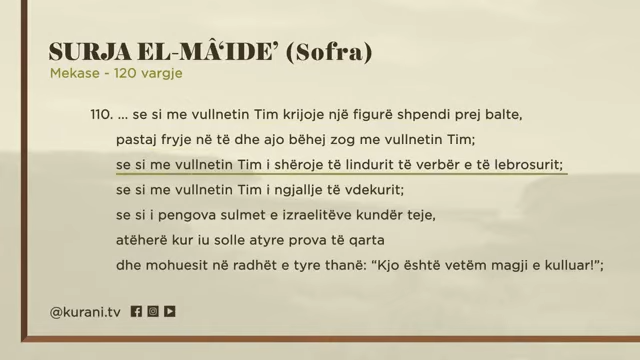 SURJA EL-MÂ‘IDE’ (Sofra)
Mekase - 120 vargje
110. ... se si me vullnetin Tim krijoje një figurë shpendi prej balte,
pastaj fryje në të dhe ajo bëhej zog me vullnetin Tim;
se si me vullnetin Tim i shëroje të lindurit të verbër e të lebrosurit;
se si me vullnetin Tim i ngjallje të vdekurit;
se si i pengova sulmet e izraelitëve kundër teje,
atëherë kur iu solle atyre prova të qarta
dhe mohuesit në radhët e tyre thanë: “Kjo është vetëm magji e kulluar!”;
@kurani.tv